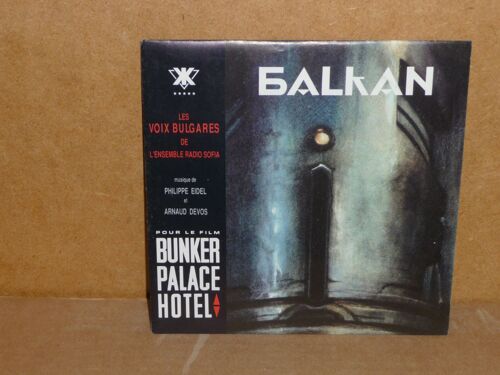 БALKAN
LES
VOIX BULGARES
DE
L'ENSEMBLE RADIO SOFIA
musique de
PHILIPPE EIDEL
et
ARNAUD DEVOS
POUR LE FILM
BUNKER
PALACE
HOTEL